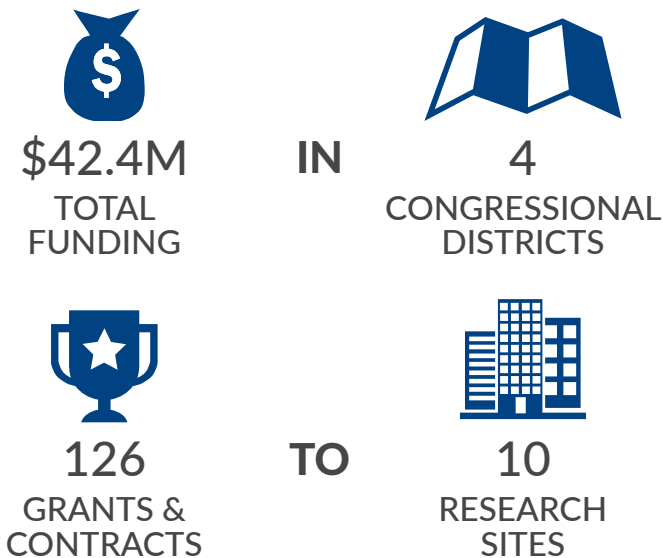 $
$42.4M IN 4
TOTAL
FUNDING
CONGRESSIONAL
DISTRICTS
126 TO 10
GRANTS &
CONTRACTS
RESEARCH
SITES